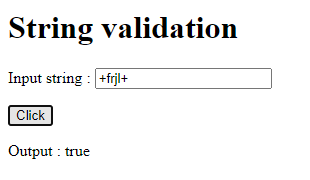 String validation
Input string : +frjl+
Click
Output : true